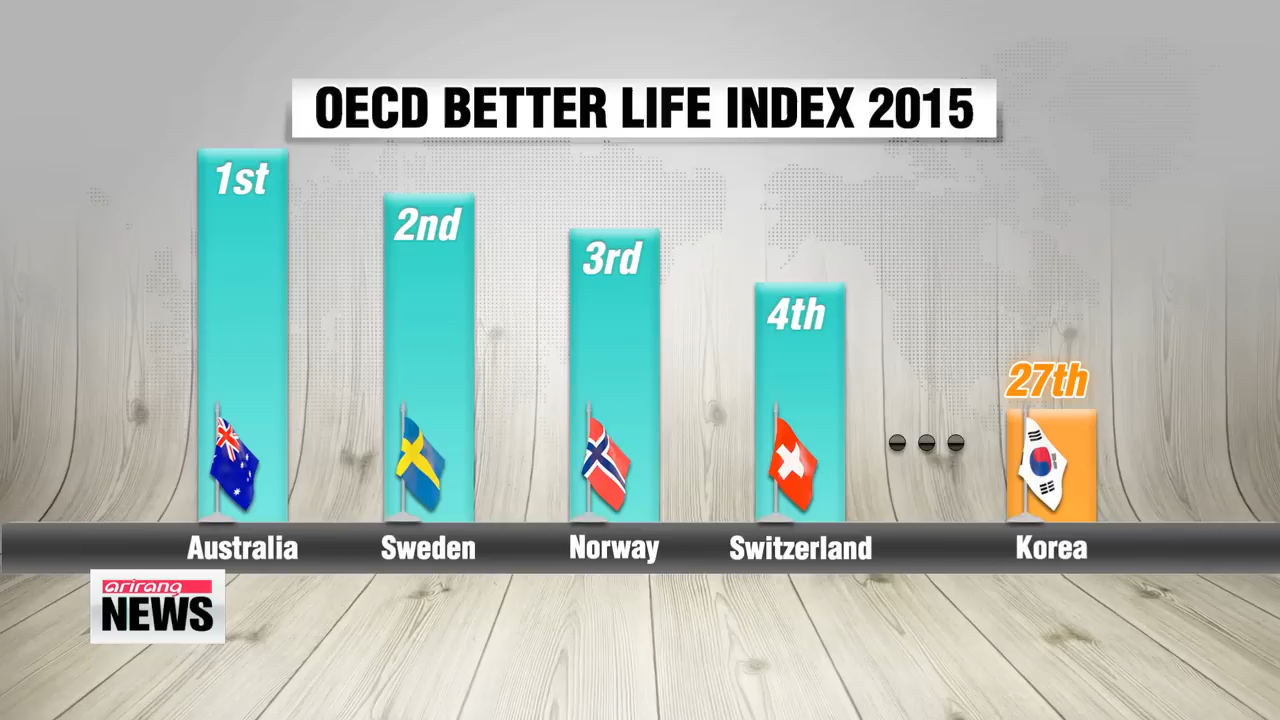 OECD BETTER LIFE INDEX 2015
1st
2nd
3rd
4th
27th
Australia
Sweden
Norway
Switzerland
Korea
arirang
NEWS